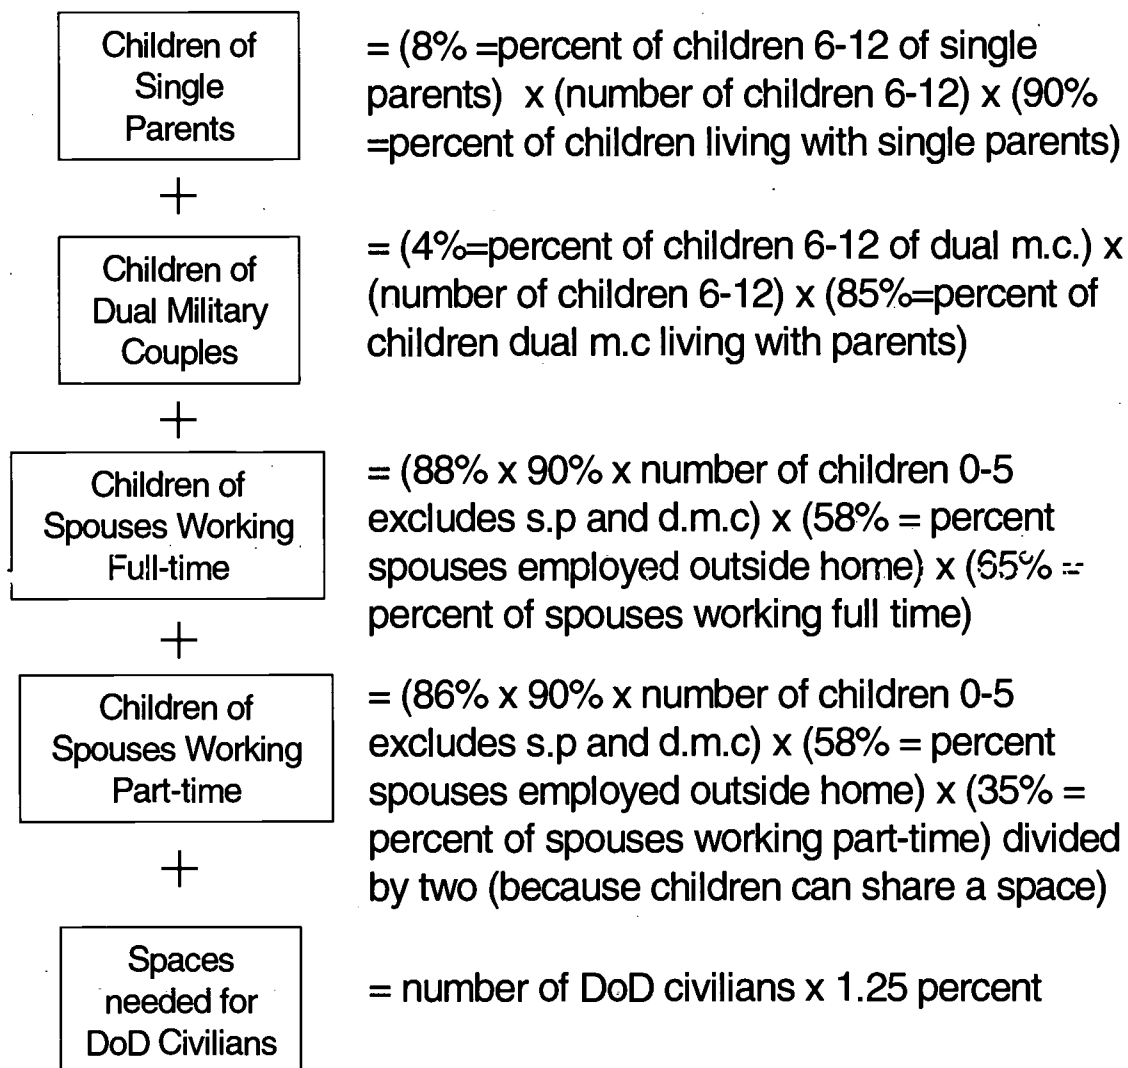 Children of
Single
Parents
= (8% =percent of children 6-12 of single
parents) x (number of children 6-12) x (90%
=percent of children living with single parents)
+
Children of
Dual Military
Couples
= (4%=percent of children 6-12 of dual m.c.) x
(number of children 6-12) x (85%=percent of
children dual m.c living with parents)
+
Children of
Spouses Working
Full-time
= (88% x 90% x number of children 0-5
excludes s.p and d.m.c) x (58% = percent
spouses employed outside home) x (65% =
percent of spouses working full time)
+
Children of
Spouses Working
Part-time
= (86% x 90% x number of children 0-5
excludes s.p and d.m.c) x (58% = percent
spouses employed outside home) x (35% =
percent of spouses working part-time) divided
by two (because children can share a space)
+
Spaces
needed for
DoD Civilians
= number of DoD civilians x 1.25 percent